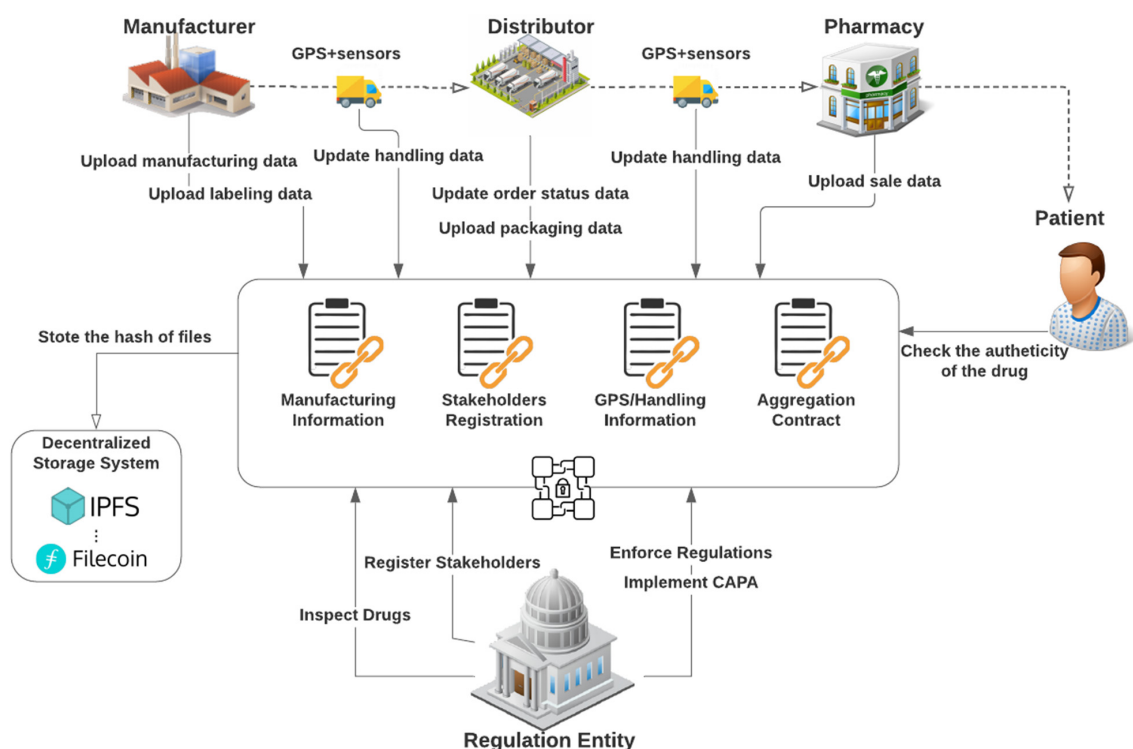 Manufacturer
Distributor
Pharmacy
GPS+sensors
GPS+sensors
pharmacy
Upload manufacturing data
Upload labeling data
Update handling data
Update order status data
Upload packaging data
Update handling data
Upload sale data
Patient
Stote the hash of files
Manufacturing
Information
Stakeholders
Registration
GPS/Handling
Information
Aggregation
Contract
Check the autheticity
of the drug
Decentralized
Storage System
IPFS
Filecoin
Register Stakeholders
Inspect Drugs
Enforce Regulations
Implement CAPA
Regulation Entity